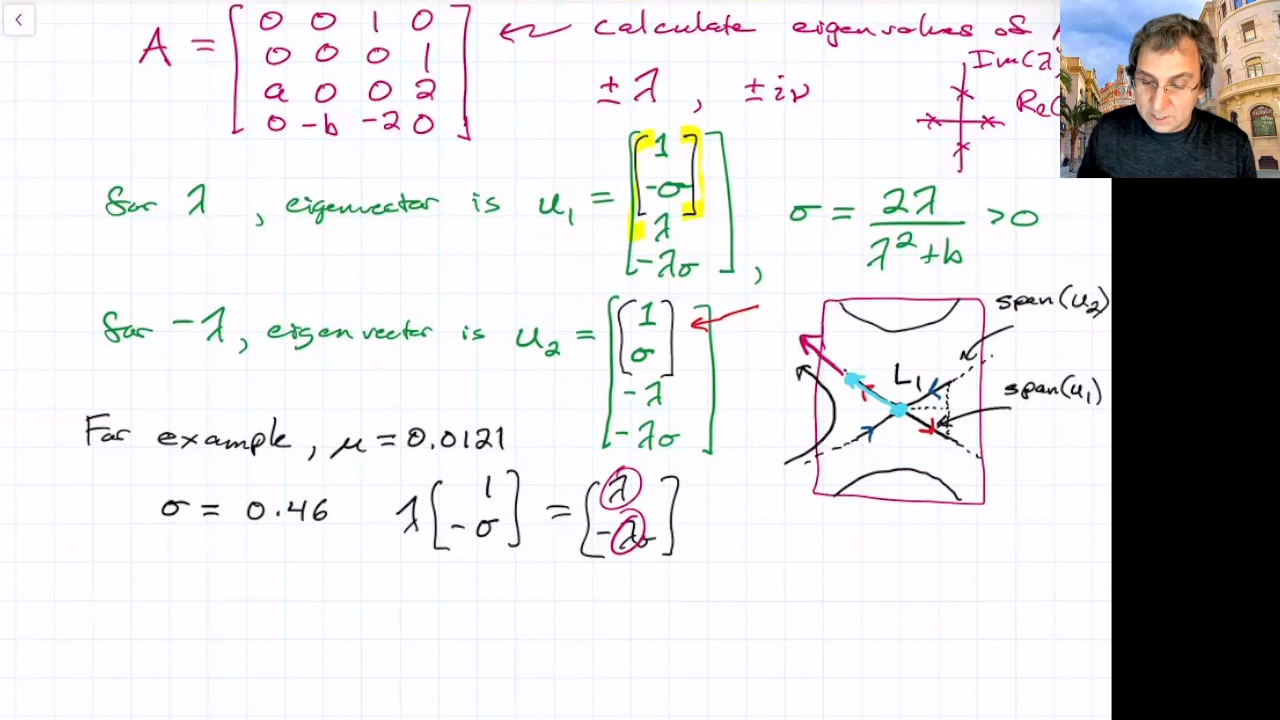 A = [ 0 0 1 0 ← calculate eigenvalues of
0 0 0 1
a 0 0 2
0 -b -2 0 ]
± λ , ± iν
Im(λ
Re(
for λ , eigenvector is u₁ = [ 1
-σ
λ
-λσ ] ,
σ = 2λ / λ² + b > 0
for -λ, eigenvector is u₂ = [ 1
σ
-λ
-λσ ]
span(u₂)
L₁
span(u₁)
For example, μ = 0.0121
σ = 0.46 λ [ 1
-σ ] = [ λ
-λσ ]